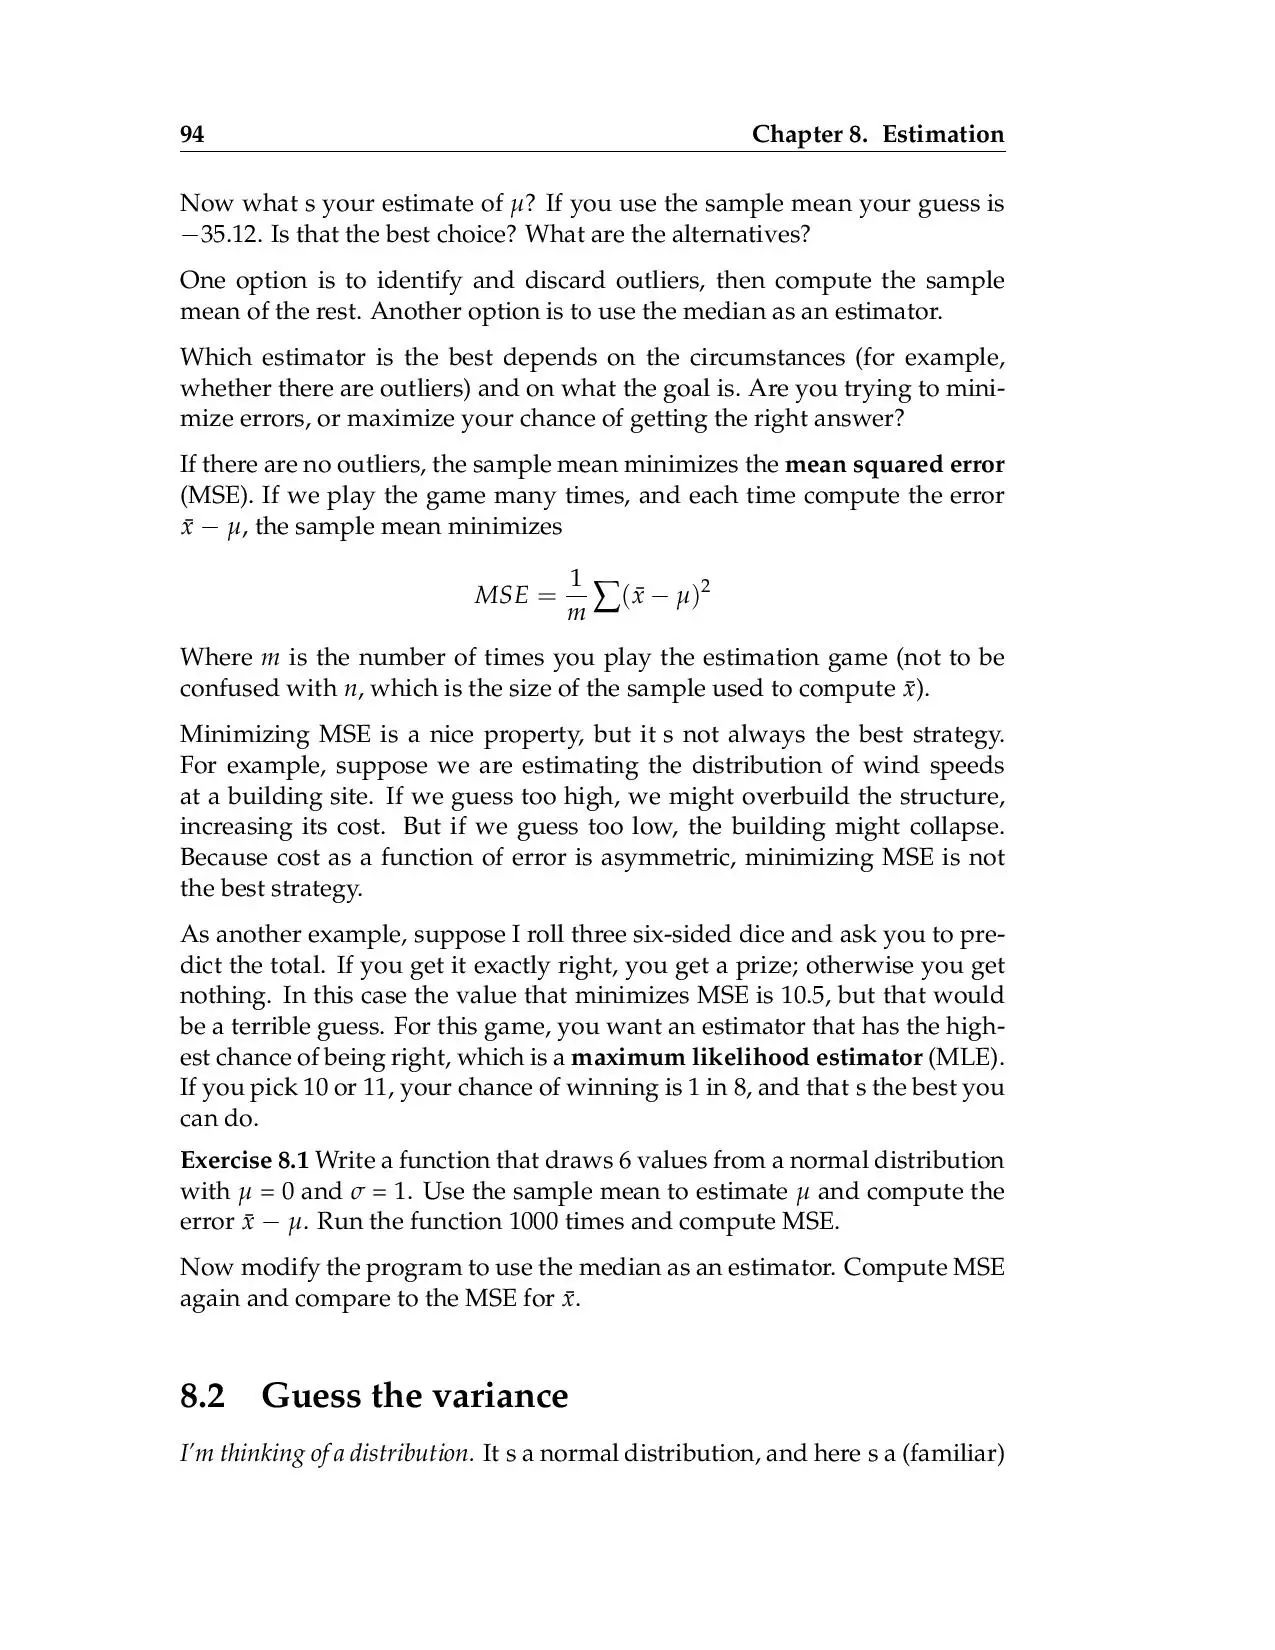 94 Chapter 8. Estimation
Now what s your estimate of μ? If you use the sample mean your guess is
−35.12. Is that the best choice? What are the alternatives?
One option is to identify and discard outliers, then compute the sample
mean of the rest. Another option is to use the median as an estimator.
Which estimator is the best depends on the circumstances (for example,
whether there are outliers) and on what the goal is. Are you trying to mini-
mize errors, or maximize your chance of getting the right answer?
If there are no outliers, the sample mean minimizes the mean squared error
(MSE). If we play the game many times, and each time compute the error
x̄ − μ, the sample mean minimizes
MSE = 1/m ∑(x̄ − μ)²
Where m is the number of times you play the estimation game (not to be
confused with n, which is the size of the sample used to compute x̄).
Minimizing MSE is a nice property, but it s not always the best strategy.
For example, suppose we are estimating the distribution of wind speeds
at a building site. If we guess too high, we might overbuild the structure,
increasing its cost. But if we guess too low, the building might collapse.
Because cost as a function of error is asymmetric, minimizing MSE is not
the best strategy.
As another example, suppose I roll three six-sided dice and ask you to pre-
dict the total. If you get it exactly right, you get a prize; otherwise you get
nothing. In this case the value that minimizes MSE is 10.5, but that would
be a terrible guess. For this game, you want an estimator that has the high-
est chance of being right, which is a maximum likelihood estimator (MLE).
If you pick 10 or 11, your chance of winning is 1 in 8, and that s the best you
can do.
Exercise 8.1 Write a function that draws 6 values from a normal distribution
with μ = 0 and σ = 1. Use the sample mean to estimate μ and compute the
error x̄ − μ. Run the function 1000 times and compute MSE.
Now modify the program to use the median as an estimator. Compute MSE
again and compare to the MSE for x̄.
8.2 Guess the variance
I'm thinking of a distribution. It s a normal distribution, and here s a (familiar)